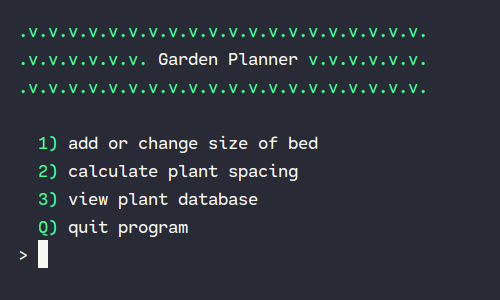 .v.v.v.v.v.v.v.v.v.v.v.v.v.v.v.v.v.v.v.v.
.v.v.v.v.v.v. Garden Planner v.v.v.v.v.v.
.v.v.v.v.v.v.v.v.v.v.v.v.v.v.v.v.v.v.v.v.
1) add or change size of bed
2) calculate plant spacing
3) view plant database
Q) quit program
>